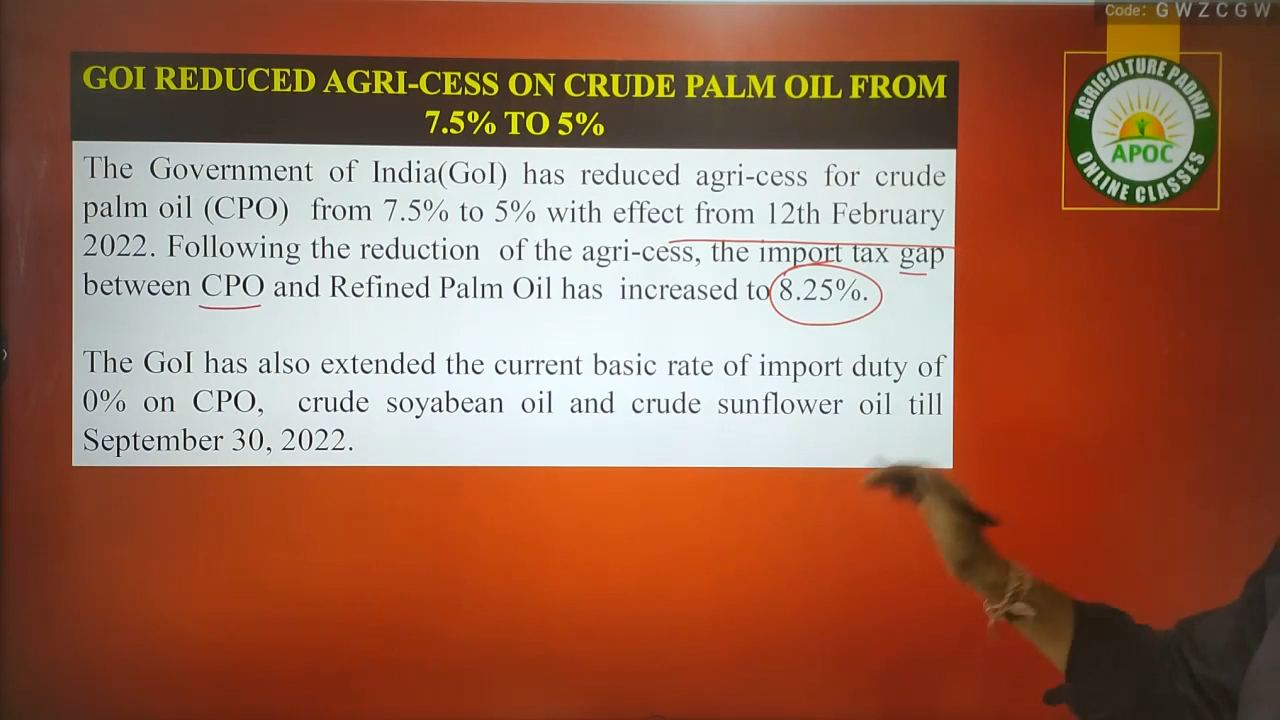 Code: G W Z C G W
GOI REDUCED AGRI-CESS ON CRUDE PALM OIL FROM
7.5% TO 5%
AGRICULTURE PADHAI
APOC
ONLINE CLASSES
The Government of India(GoI) has reduced agri-cess for crude
palm oil (CPO) from 7.5% to 5% with effect from 12th February
2022. Following the reduction of the agri-cess, the import tax gap
between CPO and Refined Palm Oil has increased to 8.25%.
The GoI has also extended the current basic rate of import duty of
0% on CPO, crude soyabean oil and crude sunflower oil till
September 30, 2022.